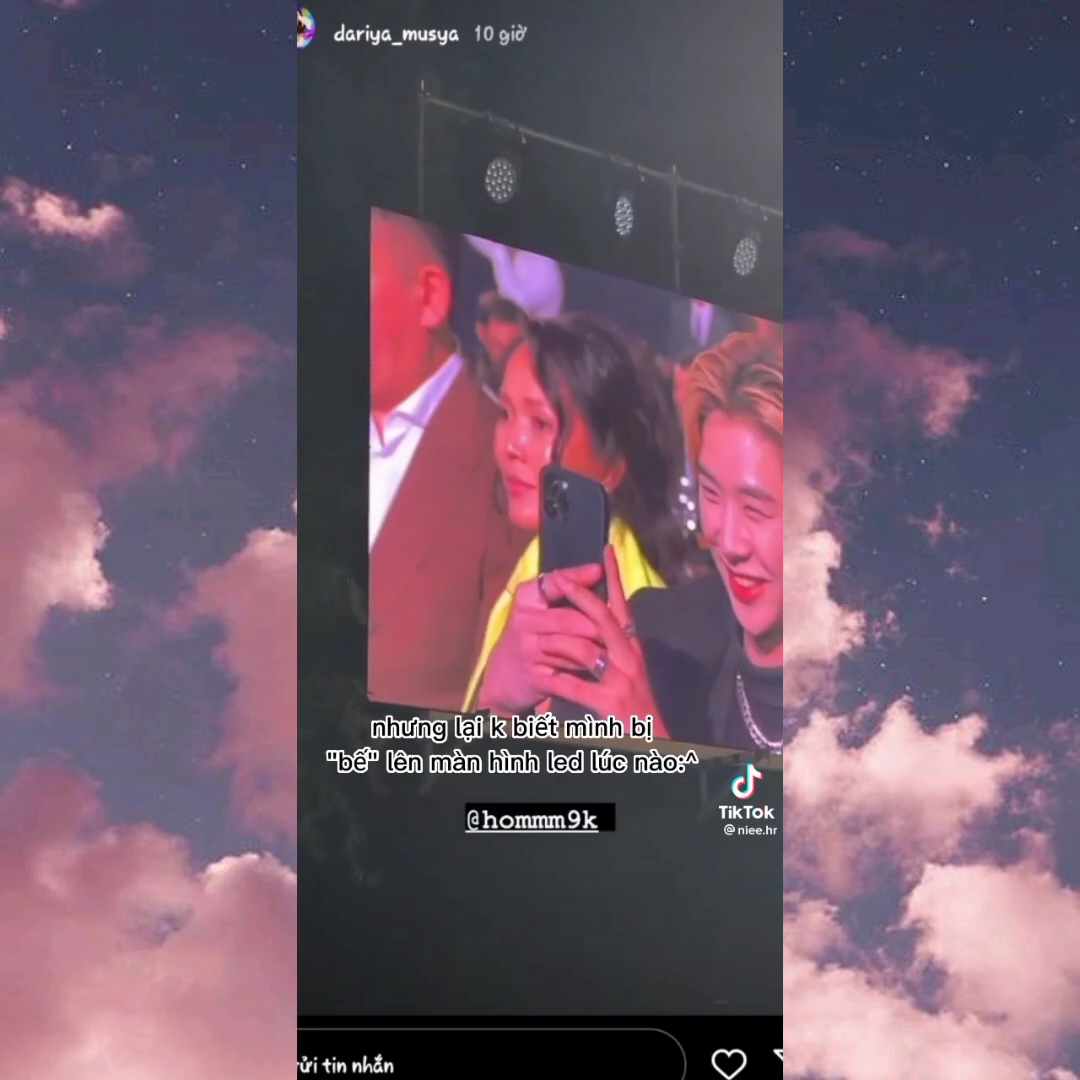 dariya_musya 10 giờ
nhưng lại k biết mình bị
"bế" lên màn hình led lúc nào:^
@hommm9k
TikTok
@niee.hr
ửi tin nhắn